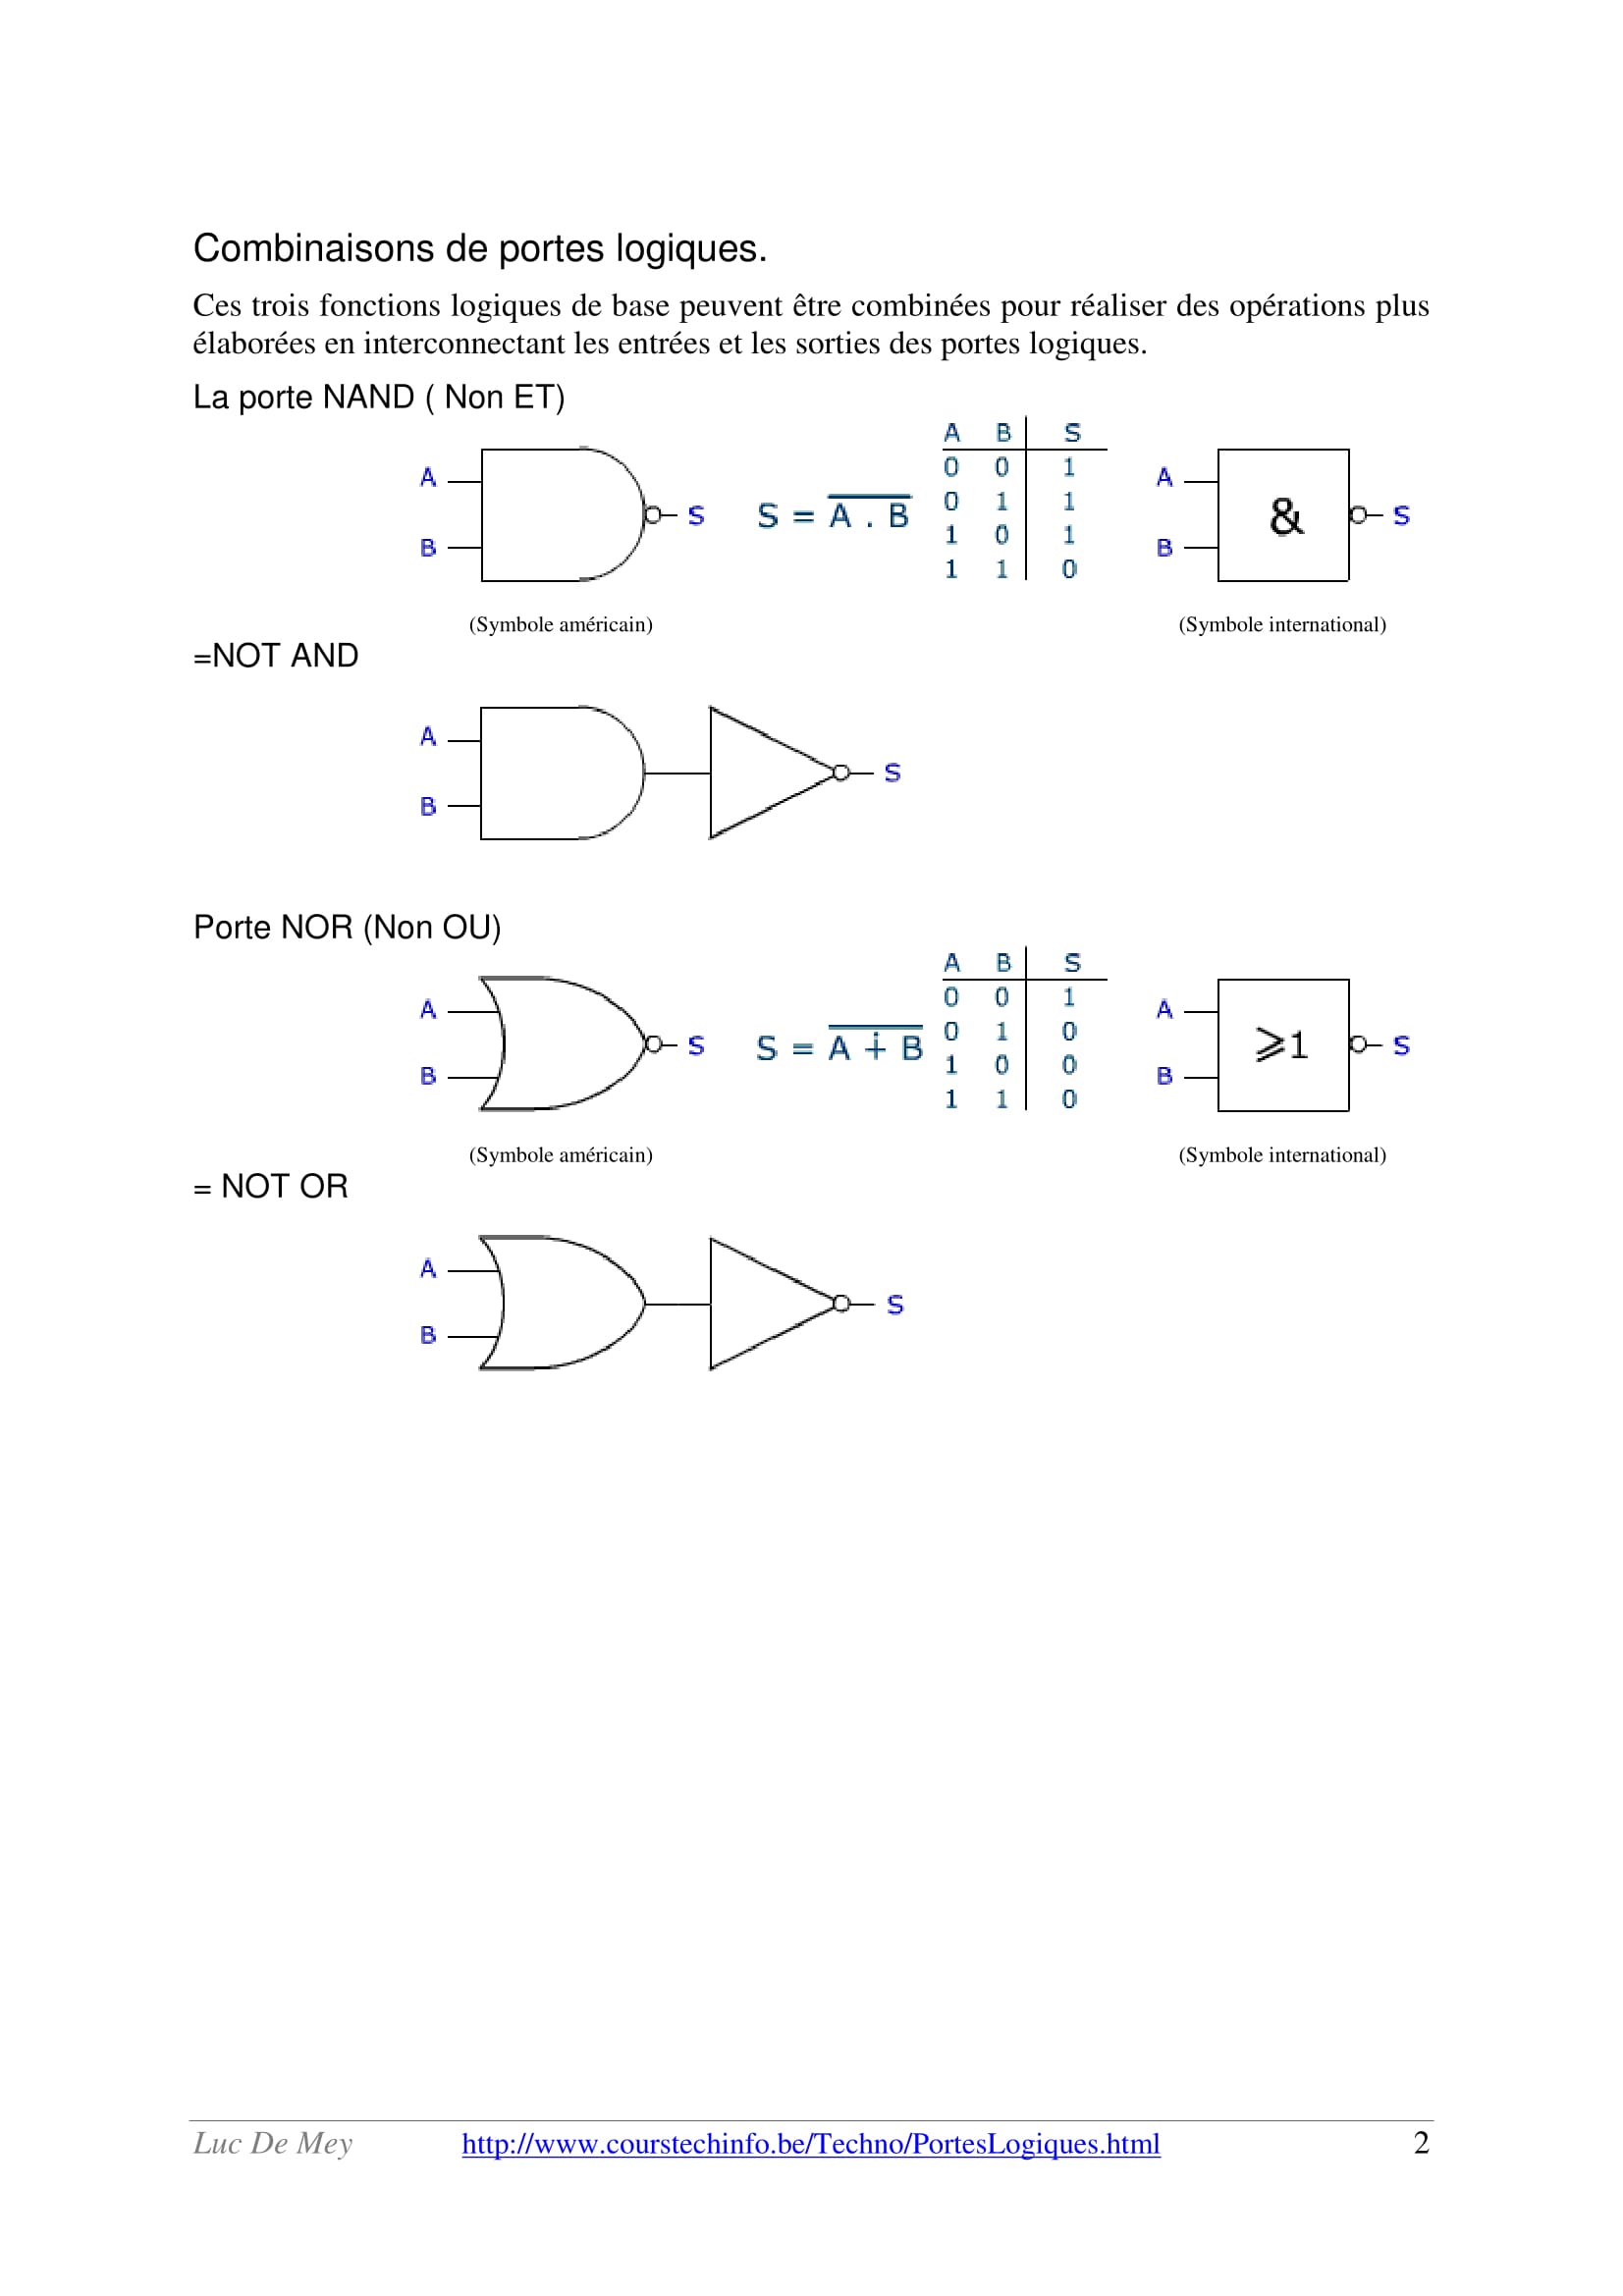 Combinaisons de portes logiques.
Ces trois fonctions logiques de base peuvent être combinées pour réaliser des opérations plus
élaborées en interconnectant les entrées et les sorties des portes logiques.
La porte NAND ( Non ET)
A
B
S
S = A . B
A B S
0 0 1
0 1 1
1 0 1
1 1 0
A
B
&
S
(Symbole américain)
(Symbole international)
=NOT AND
A
B
S
Porte NOR (Non OU)
A
B
S
S = A + B
A B S
0 0 1
0 1 0
1 0 0
1 1 0
A
B
⩾1
S
(Symbole américain)
(Symbole international)
= NOT OR
A
B
S
Luc De Mey http://www.courstechinfo.be/Techno/PortesLogiques.html 2